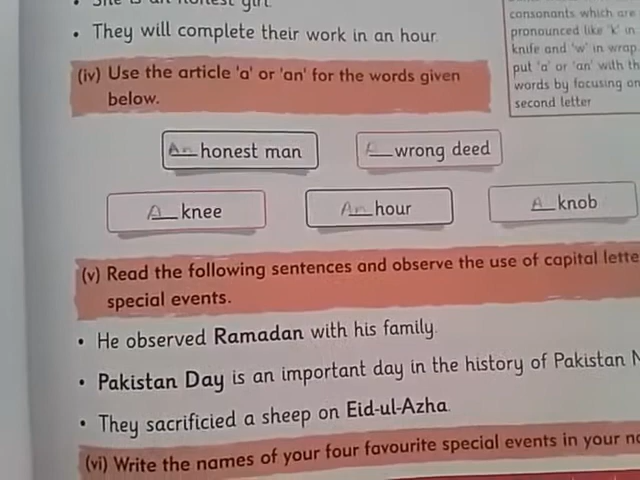 They will complete their work in an hour.
(iv) Use the article 'a' or 'an' for the words given
below.
consonants which are
pronounced like 'k' in
knife and 'w' in wrap.
put 'a' or 'an' with th
words by focusing on
second letter
An honest man
A wrong deed
A knee
An hour
A knob
(v) Read the following sentences and observe the use of capital lette
special events.
• He observed Ramadan with his family.
• Pakistan Day is an important day in the history of Pakistan N
• They sacrificied a sheep on Eid-ul-Azha.
(vi) Write the names of your four favourite special events in your no